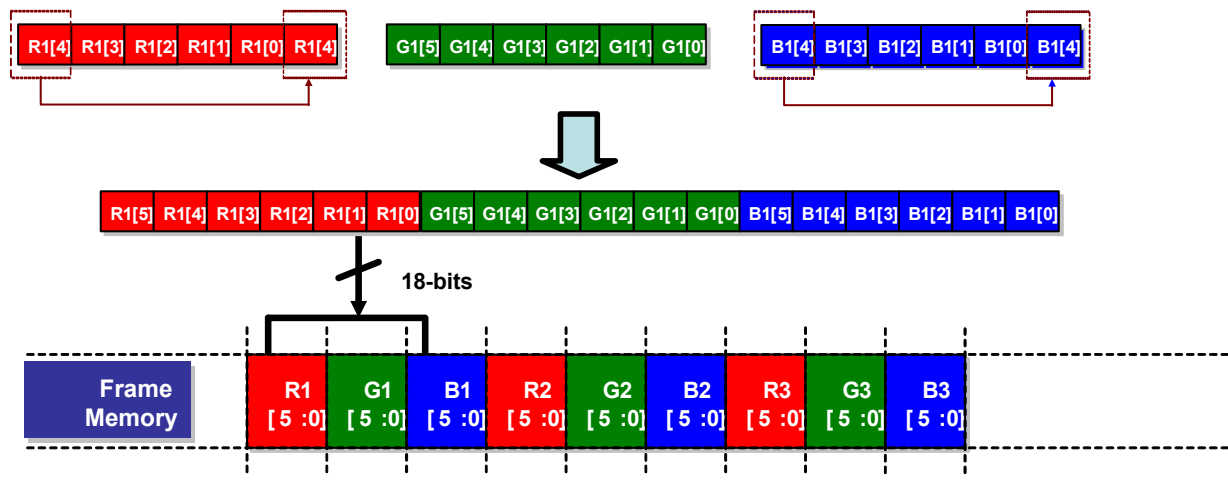 R1[4] R1[3] R1[2] R1[1] R1[0] R1[4] G1[5] G1[4] G1[3] G1[2] G1[1] G1[0] B1[4] B1[3] B1[2] B1[1] B1[0] B1[4]
R1[5] R1[4] R1[3] R1[2] R1[1] R1[0] G1[5] G1[4] G1[3] G1[2] G1[1] G1[0] B1[5] B1[4] B1[3] B1[2] B1[1] B1[0]
18-bits
Frame R1 G1 B1 R2 G2 B2 R3 G3 B3
Memory [ 5 :0] [ 5 :0] [ 5 :0] [ 5 :0] [ 5 :0] [ 5 :0] [ 5 :0] [ 5 :0] [ 5 :0]